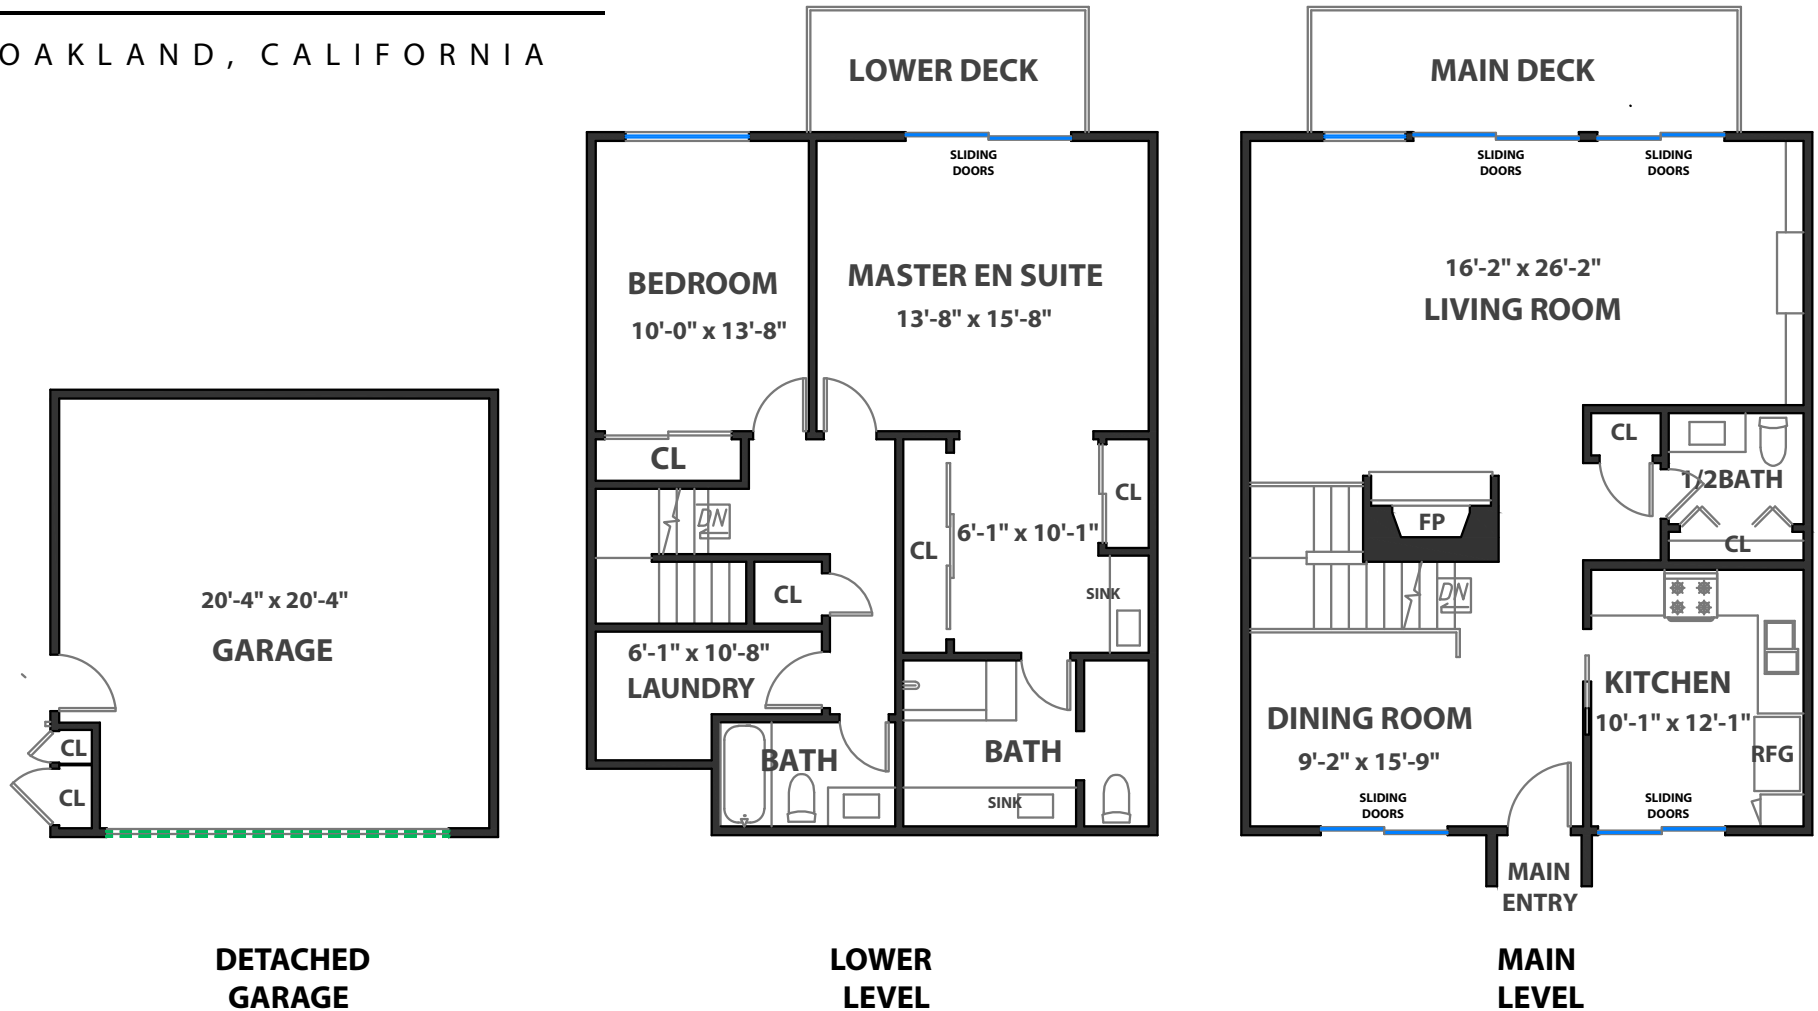 OAKLAND, CALIFORNIA
LOWER DECK
SLIDING
DOORS
BEDROOM
10'-0" x 13'-8"
MASTER EN SUITE
13'-8" x 15'-8"
CL
DN
CL
CL
6'-1" x 10'-1"
CL
SINK
6'-1" x 10'-8"
LAUNDRY
BATH
BATH
SINK
MAIN DECK
SLIDING
DOORS
SLIDING
DOORS
16'-2" x 26'-2"
LIVING ROOM
CL
1/2BATH
CL
FP
DN
KITCHEN
10'-1" x 12'-1"
RFG
DINING ROOM
9'-2" x 15'-9"
SLIDING
DOORS
SLIDING
DOORS
MAIN
ENTRY
20'-4" x 20'-4"
GARAGE
CL
CL
DETACHED
GARAGE
LOWER
LEVEL
MAIN
LEVEL